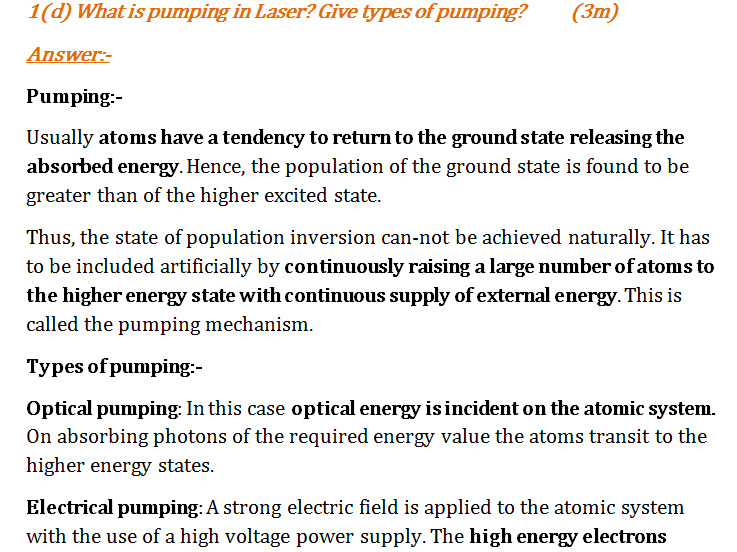 1(d) What is pumping in Laser? Give types of pumping? (3m)
Answer:-
Pumping:-
Usually atoms have a tendency to return to the ground state releasing the
absorbed energy. Hence, the population of the ground state is found to be
greater than of the higher excited state.
Thus, the state of population inversion can-not be achieved naturally. It has
to be included artificially by continuously raising a large number of atoms to
the higher energy state with continuous supply of external energy. This is
called the pumping mechanism.
Types of pumping:-
Optical pumping: In this case optical energy is incident on the atomic system.
On absorbing photons of the required energy value the atoms transit to the
higher energy states.
Electrical pumping: A strong electric field is applied to the atomic system
with the use of a high voltage power supply. The high energy electrons